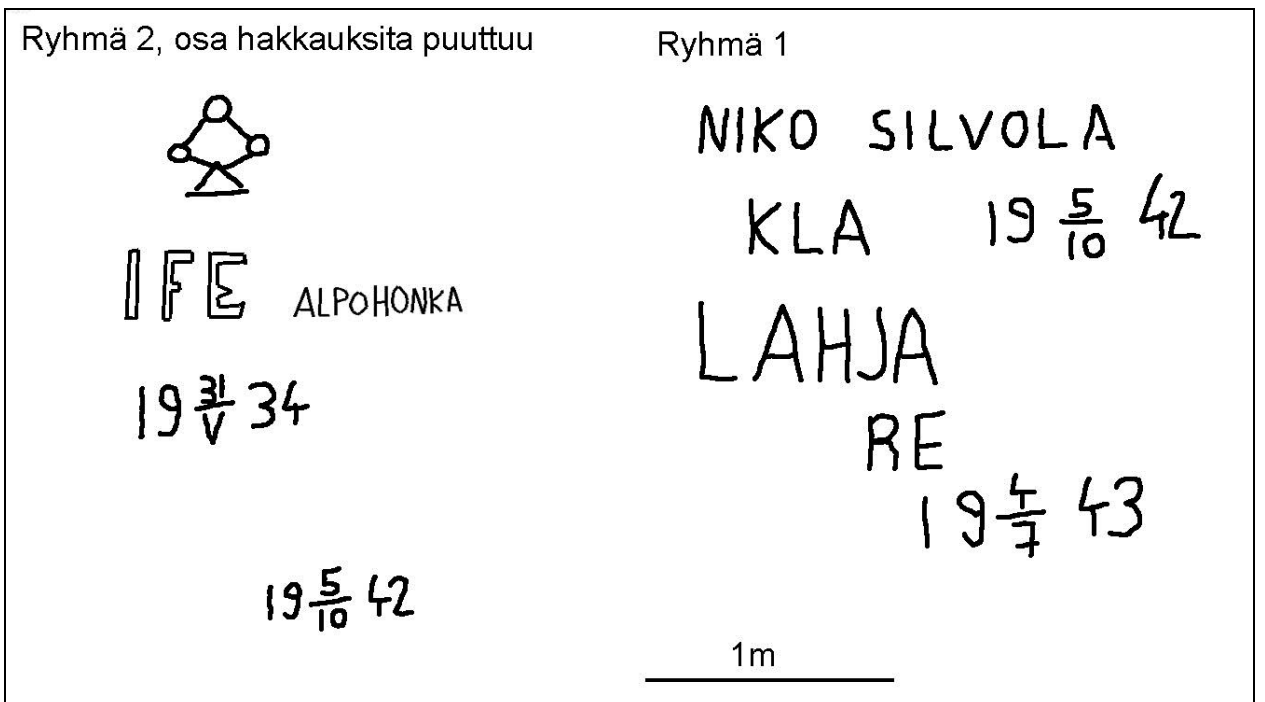 Ryhmä 2, osa hakkauksita puuttuu
IFE ALPOHONKA
19 31/V 34
19 5/10 42
Ryhmä 1
NIKO SILVOLA
KLA 19 5/10 42
LAHJA
RE
19 4/7 43
1m